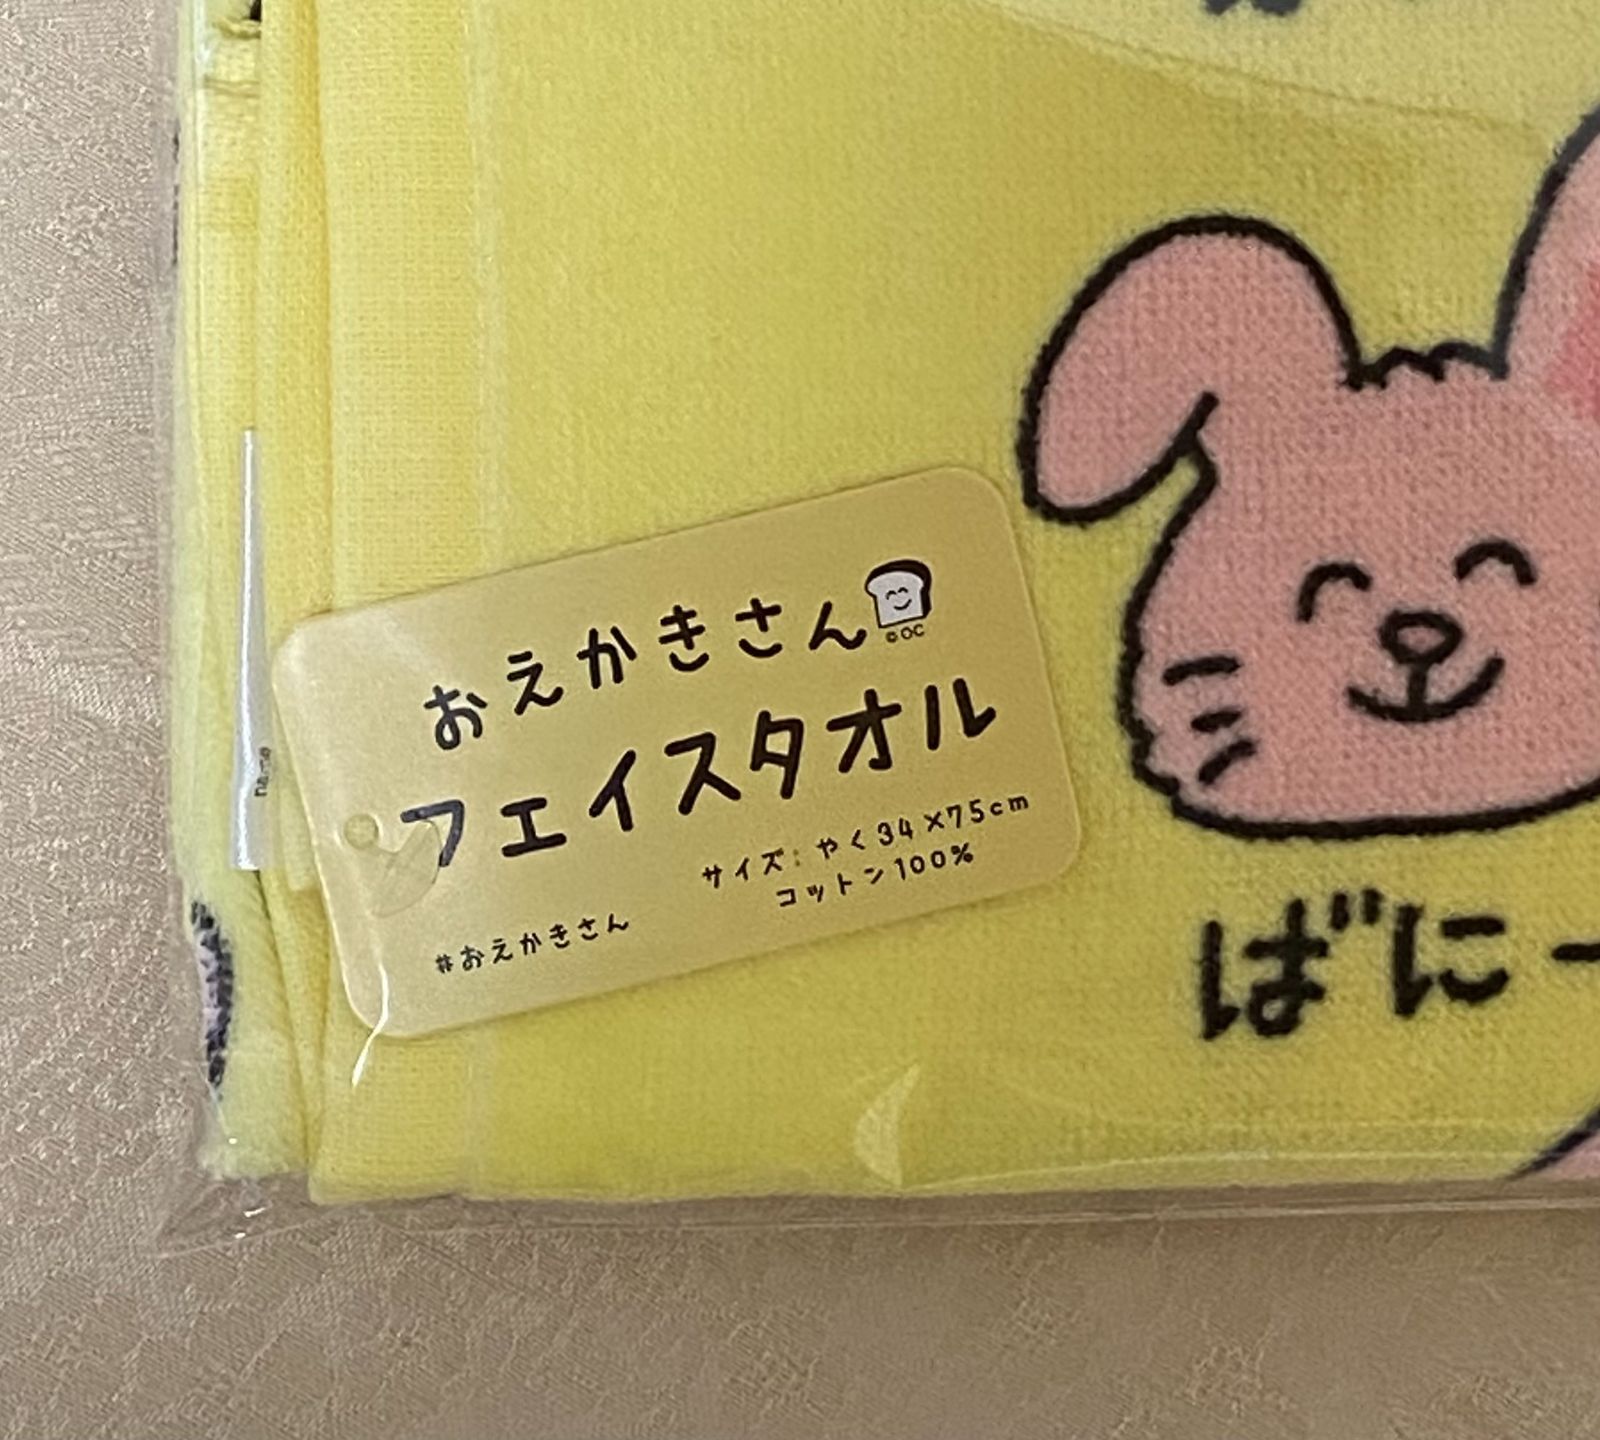 おえかきさん
©OC
フェイスタオル
サイズ：やく34×75cm
コットン100%
#おえかきさん
name
ばにー